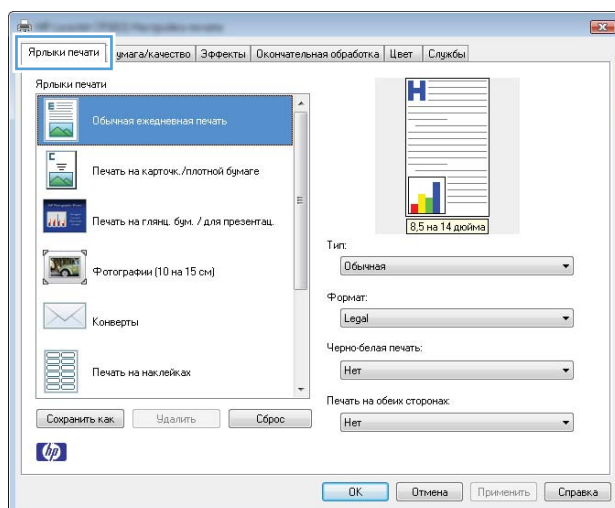 Ярлыки печати
умага/качество
Эффекты
Окончательная обработка
Цвет
Службы
Ярлыки печати
Обычная ежедневная печать
Печать на карточк./плотной бумаге
Печать на глянц. бум. / для презентац.
Фотографии (10 на 15 см)
Конверты
Печать на наклейках
Сохранить как
Удалить
Сброс
8,5 на 14 дюйма
Тип:
Обычная
Формат:
Legal
Черно-белая печать:
Нет
Печать на обеих сторонах:
Нет
hp
OK
Отмена
Применить
Справка